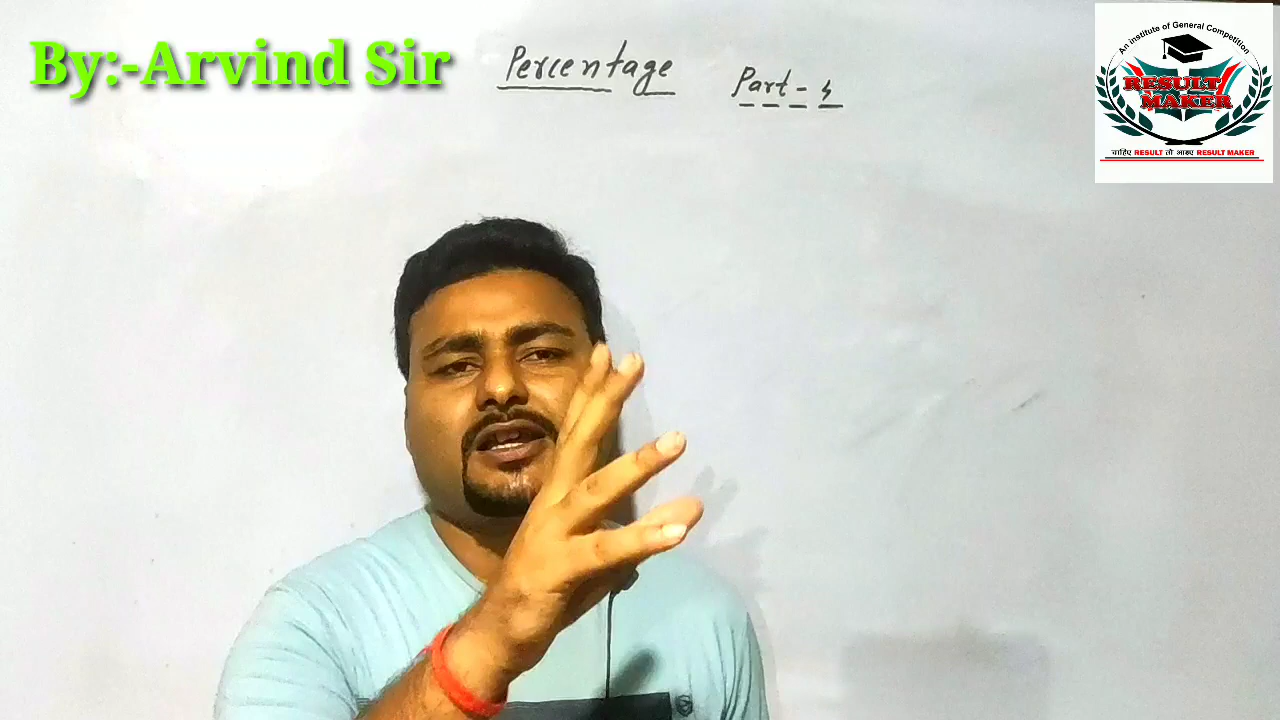 By:-Arvind Sir
Percentage
Part - 4
An institute of General Competition
RESULT
MAKER
चाहिए RESULT तो आइए RESULT MAKER